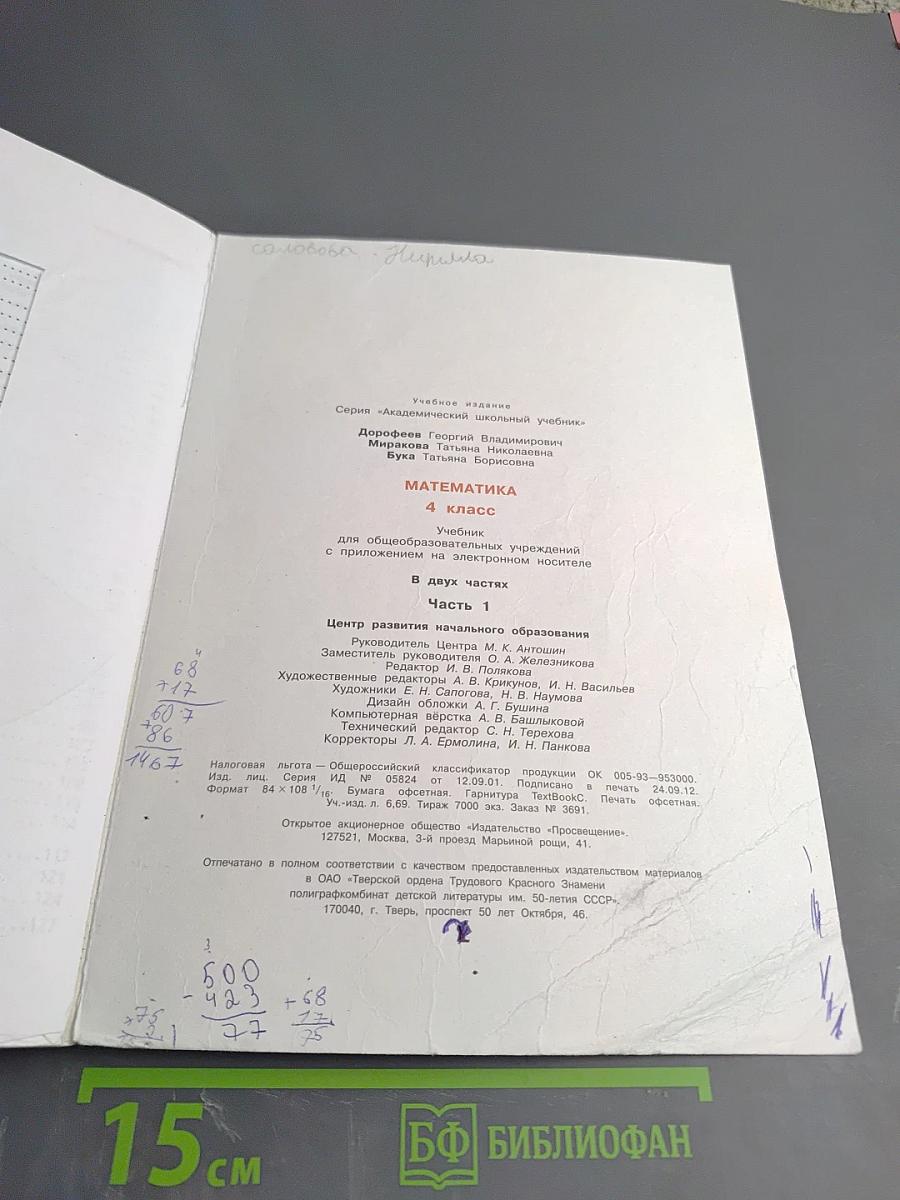 Учебное издание
Серия «Академический школьный учебник»
Дорофеев Георгий Владимирович
Миракова Татьяна Николаевна
Бука Татьяна Борисовна
МАТЕМАТИКА
4 класс
Учебник
для общеобразовательных учреждений
с приложением на электронном носителе
В двух частях
Часть 1
Центр развития начального образования
Руководитель Центра М. К. Антошин
Заместитель руководителя О. А. Железникова
Редактор И. В. Полякова
Художественные редакторы А. В. Крикунов, И. Н. Васильев
Художники Е. Н. Сапогова, Н. В. Наумова
Дизайн обложки А. Г. Бушина
Компьютерная вёрстка А. В. Башлыковой
Технический редактор С. Н. Терехова
Корректоры Л. А. Ермолина, И. Н. Панкова
68
+17
607
+86
1467
Налоговая льгота — Общероссийский классификатор продукции ОК 005-93—953000.
Изд. лиц. Серия ИД № 05824 от 12.09.01. Подписано в печать 24.09.12.
Формат 84×108 1/16. Бумага офсетная. Гарнитура TextBookC. Печать офсетная.
Уч.-изд. л. 6,69. Тираж 7000 экз. Заказ № 3691.
Открытое акционерное общество «Издательство «Просвещение».
127521, Москва, 3-й проезд Марьиной рощи, 41.
Отпечатано в полном соответствии с качеством предоставленных издательством материалов
в ОАО «Тверской ордена Трудового Красного Знамени
полиграфкомбинат детской литературы им. 50-летия СССР».
170040, г. Тверь, проспект 50 лет Октября, 46.
500
- 423
77
+68
17
75
15 см
БФ БИБЛИОФАН